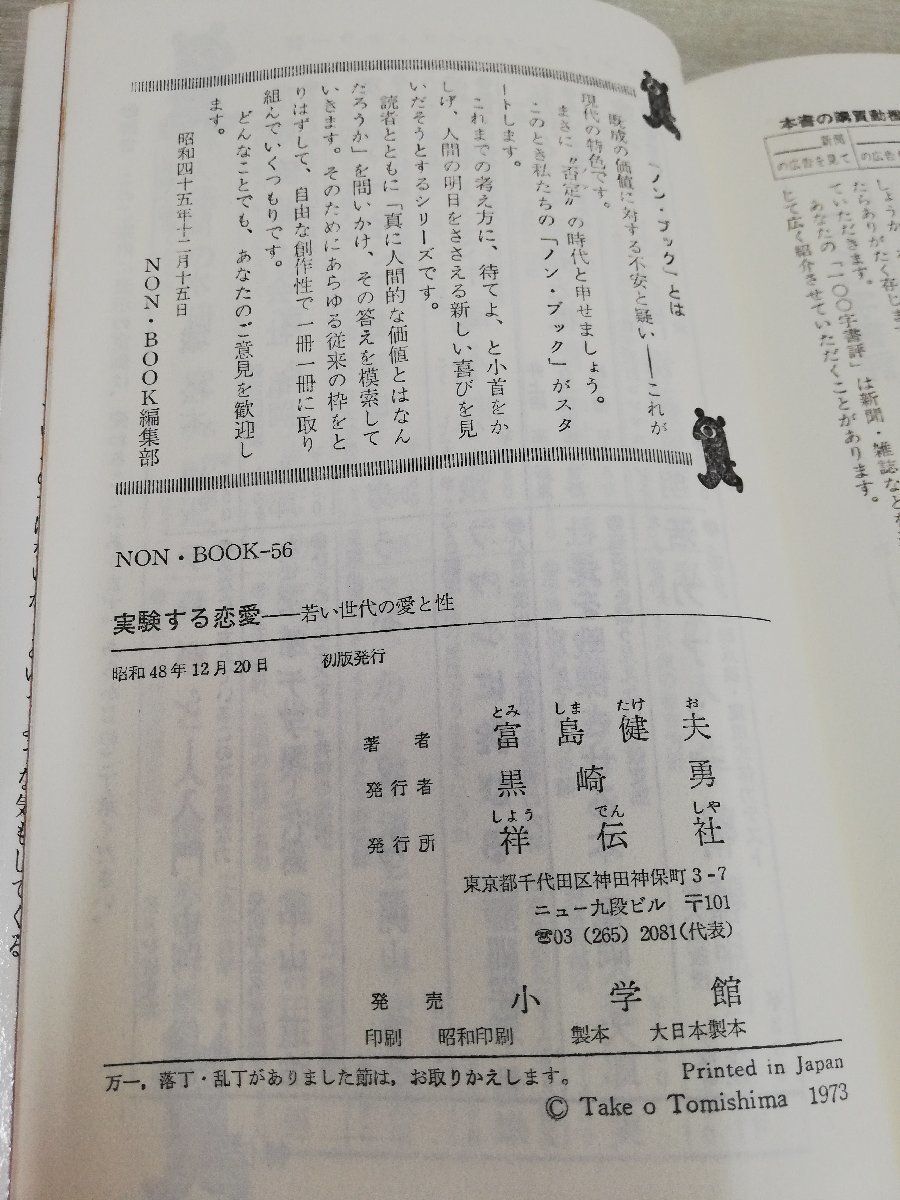 「ノン・ブック」とは
既成の価値に対する不安と疑い——これが
現代の特色です。
まさに“否定”の時代と申せましょう。
このとき私たちの「ノン・ブック」がスタ
ートします。
これまでの考え方に、待てよ、と小首をか
しげ、人間の明日をささえる新しい喜びを見
いだそうとするシリーズです。
読者とともに「真に人間的な価値とはなん
だろうか」を問いかけ、その答えを模索して
いきます。そのためにあらゆる従来の枠をと
りはずして、自由な創作性で一冊一冊に取り
組んでいくつもりです。
どんなことでも、あなたのご意見を歓迎し
ます。
昭和四十五年十二月十五日
NON・BOOK編集部
NON・BOOK-56
実験する恋愛——若い世代の愛と性
昭和48年12月20日 初版発行
著者 富島健夫
とみ しま たけ お
発行者 黒崎勇
発行所 祥伝社
しよう でん しや
東京都千代田区神田神保町3-7
ニュー九段ビル 〒101
☎03 (265) 2081(代表)
発売 小学館
印刷 昭和印刷 製本 大日本製本
万一,落丁・乱丁がありました節は,お取りかえします。
Printed in Japan
© Take o Tomishima 1973
本書の購買動機
新聞
の広告を見て
の広告
しょうか。
たらありがたく存じま
ていただきます。
あなたの「一〇〇字書評」は新聞・雑誌など
じて広く紹介させていただくことがあります。
な気もしてくる